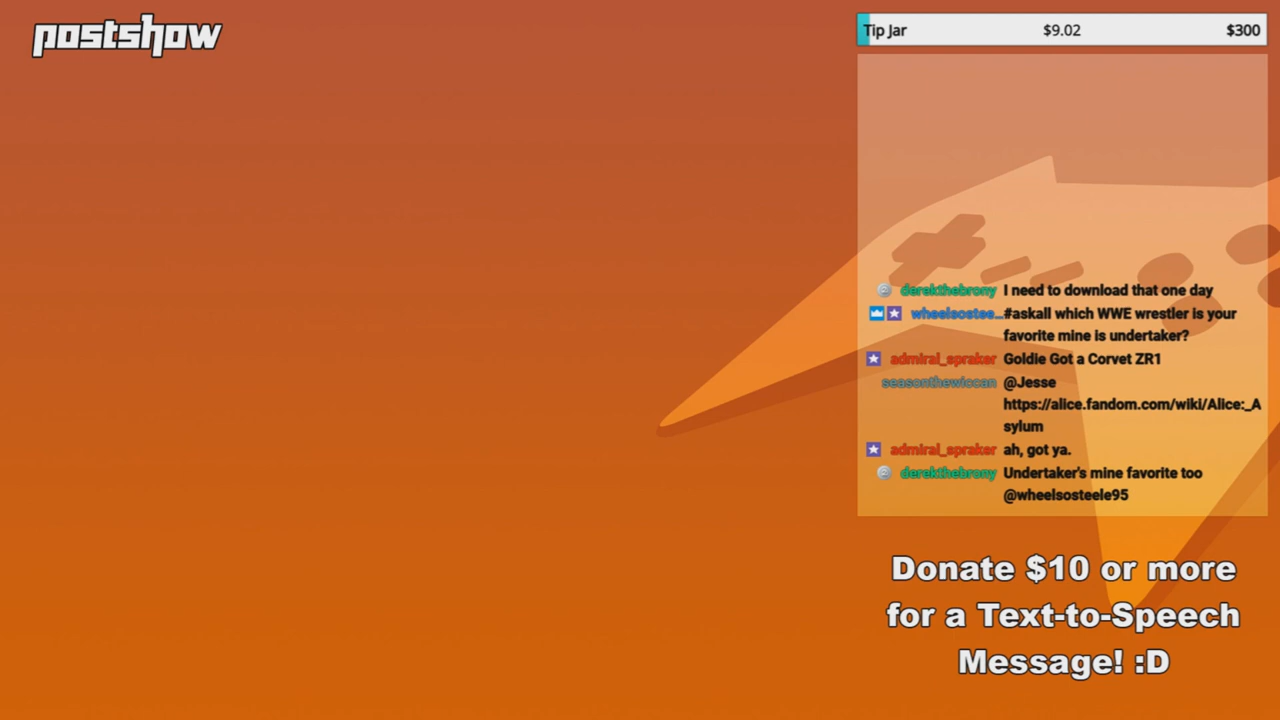 postshow
Tip Jar $9.02 $300
derekthebrony I need to download that one day
wheelsostee... #askall which WWE wrestler is your
favorite mine is undertaker?
admiral_spraker Goldie Got a Corvet ZR1
seasonthewiccan @Jesse
https://alice.fandom.com/wiki/Alice:_A
sylum
admiral_spraker ah, got ya.
derekthebrony Undertaker's mine favorite too
@wheelsosteele95
Donate $10 or more
for a Text-to-Speech
Message! :D